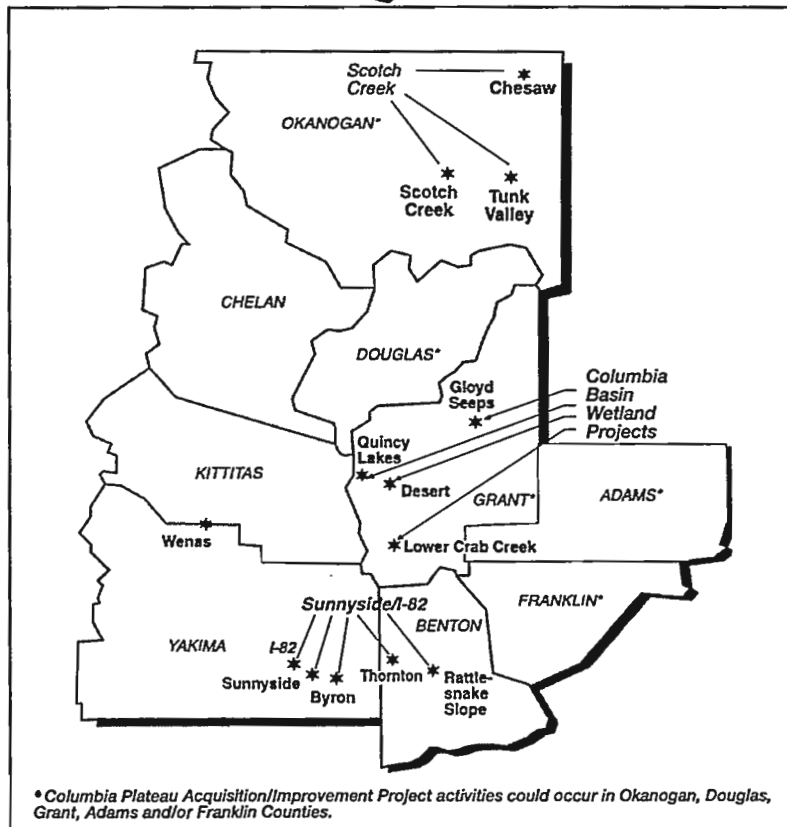 Scotch
Creek
Chesaw
OKANOGAN*
Scotch
Creek
Tunk
Valley
CHELAN
DOUGLAS*
Gloyd
Seeps
Columbia
Basin
Wetland
Projects
Quincy
Lakes
KITTITAS
Desert
GRANT*
ADAMS*
Wenas
Lower Crab Creek
Sunnyside/I-82
FRANKLIN*
BENTON
YAKIMA
I-82
Sunnyside
Byron
Thornton
Rattle-
snake
Slope
*Columbia Plateau Acquisition/Improvement Project activities could occur in Okanogan, Douglas,
Grant, Adams and/or Franklin Counties.